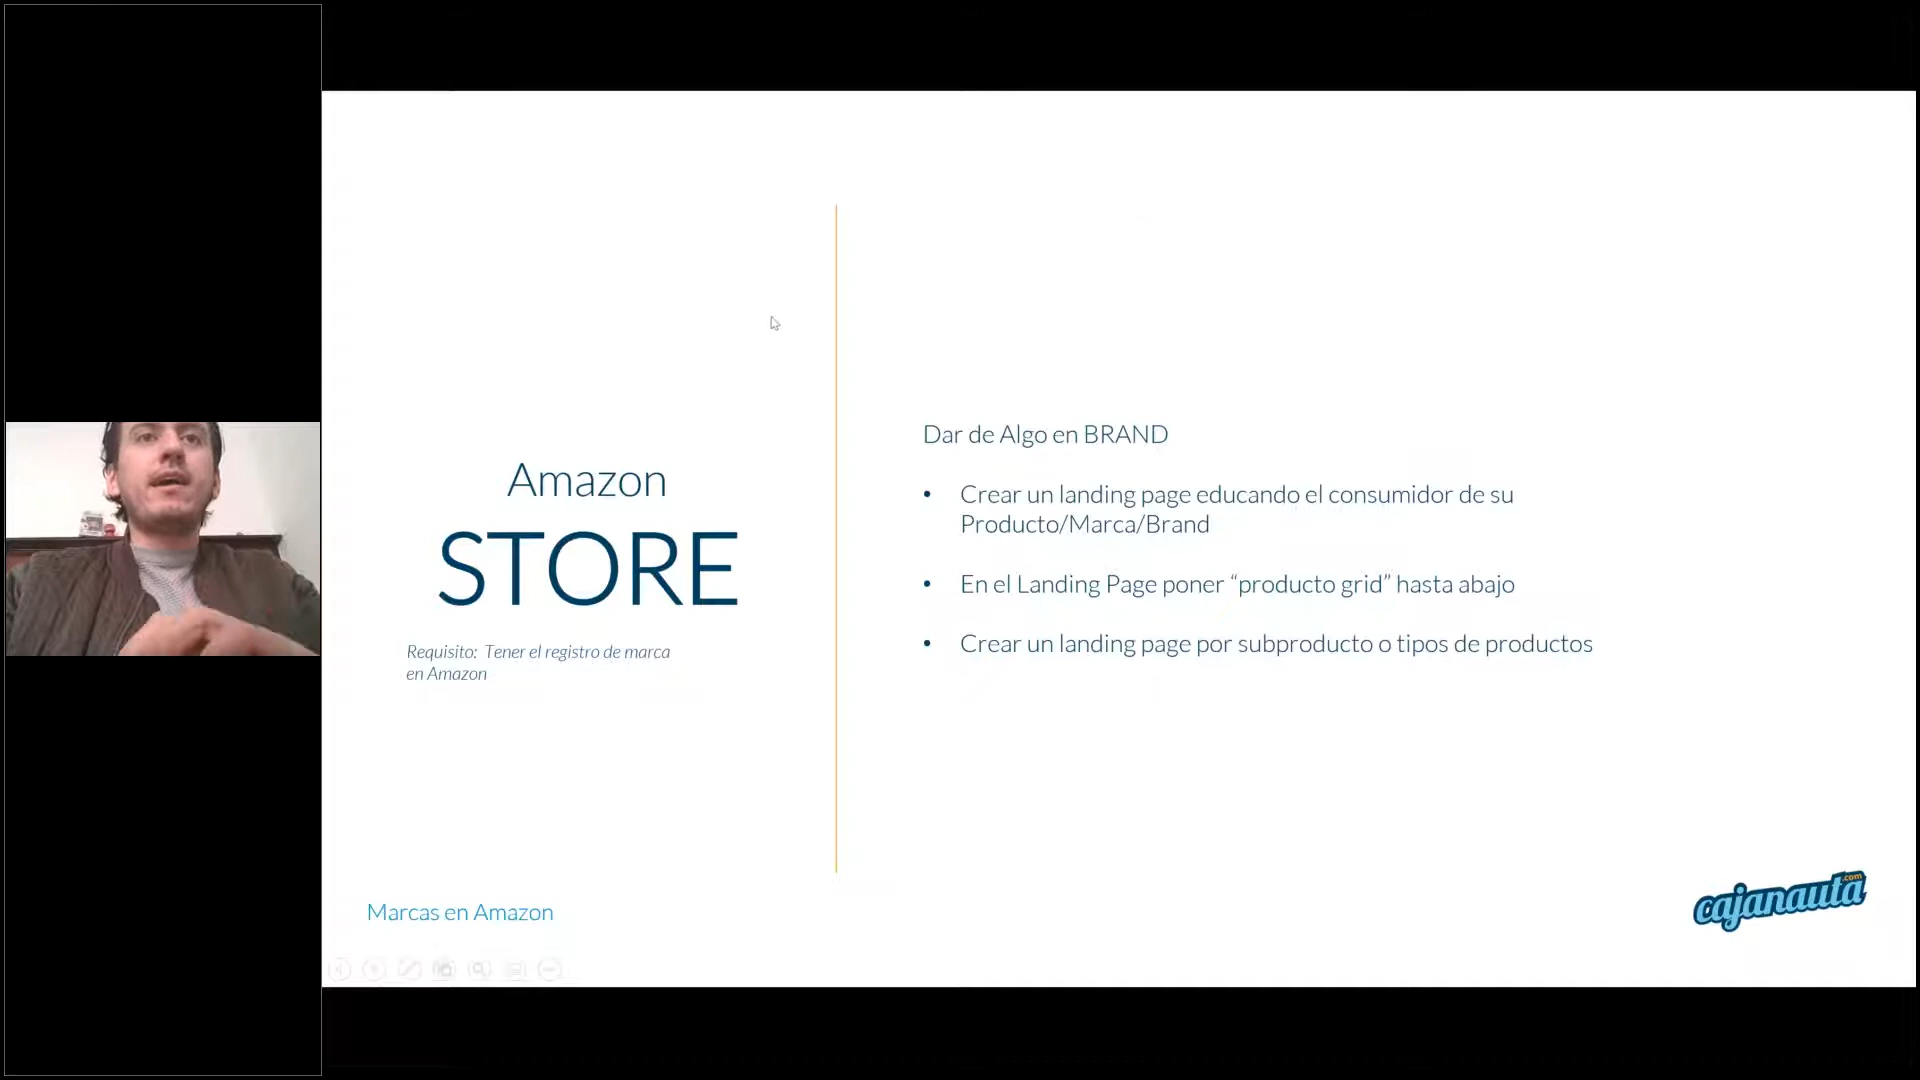 Amazon
STORE
Requisito: Tener el registro de marca
en Amazon
Dar de Algo en BRAND
• Crear un landing page educando el consumidor de su
Producto/Marca/Brand
• En el Landing Page poner “producto grid” hasta abajo
• Crear un landing page por subproducto o tipos de productos
Marcas en Amazon
cajanauta.com